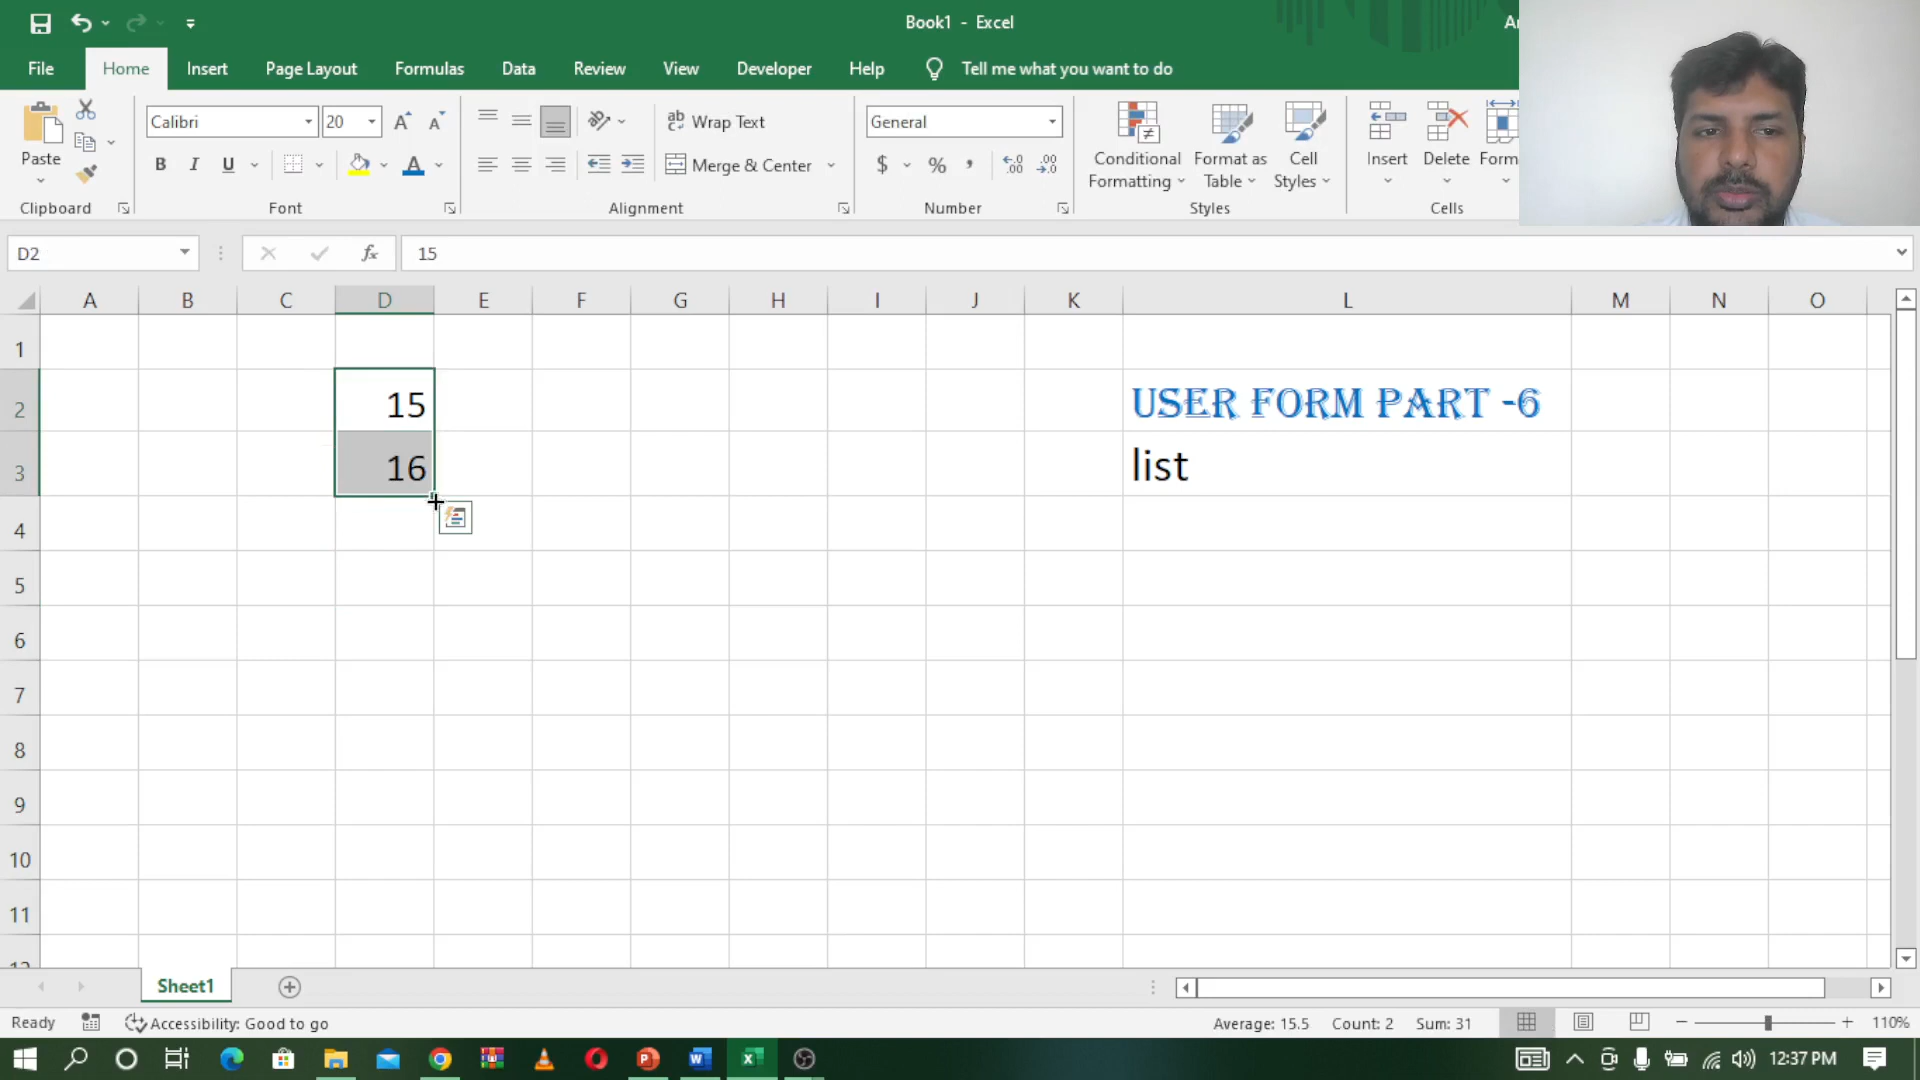 Book1 - Excel
File Home Insert Page Layout Formulas Data Review View Developer Help Tell me what you want to do
Paste
Clipboard
Calibri 20
B I U
Font
Wrap Text
Merge & Center
Alignment
General
$ % ,
Number
Conditional Formatting
Format as Table
Cell Styles
Styles
Insert
Delete
Form
Cells
D2
fx
15
A B C D E F G H I J K L M N O
1
2 15 USER FORM PART -6
3 16 list
4
5
6
7
8
9
10
11
Sheet1
Ready Accessibility: Good to go Average: 15.5 Count: 2 Sum: 31 110%
12:37 PM